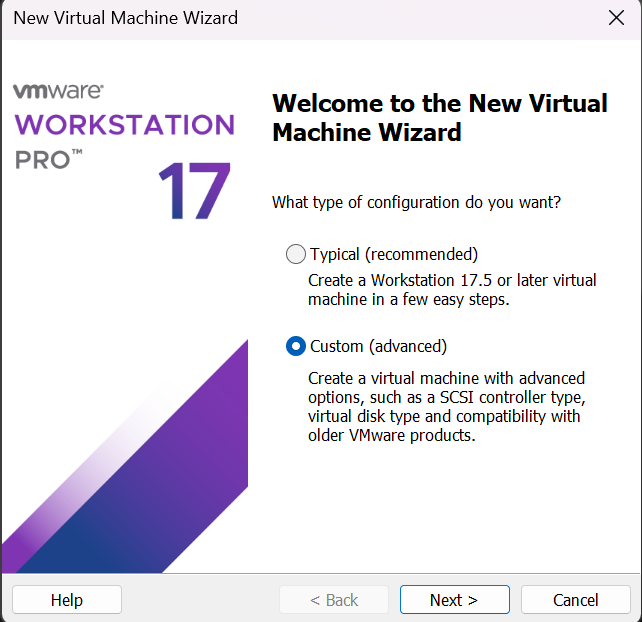 New Virtual Machine Wizard
vmware®
WORKSTATION
PRO™
17
Welcome to the New Virtual
Machine Wizard
What type of configuration do you want?
Typical (recommended)
Create a Workstation 17.5 or later virtual
machine in a few easy steps.
Custom (advanced)
Create a virtual machine with advanced
options, such as a SCSI controller type,
virtual disk type and compatibility with
older VMware products.
Help
< Back
Next >
Cancel